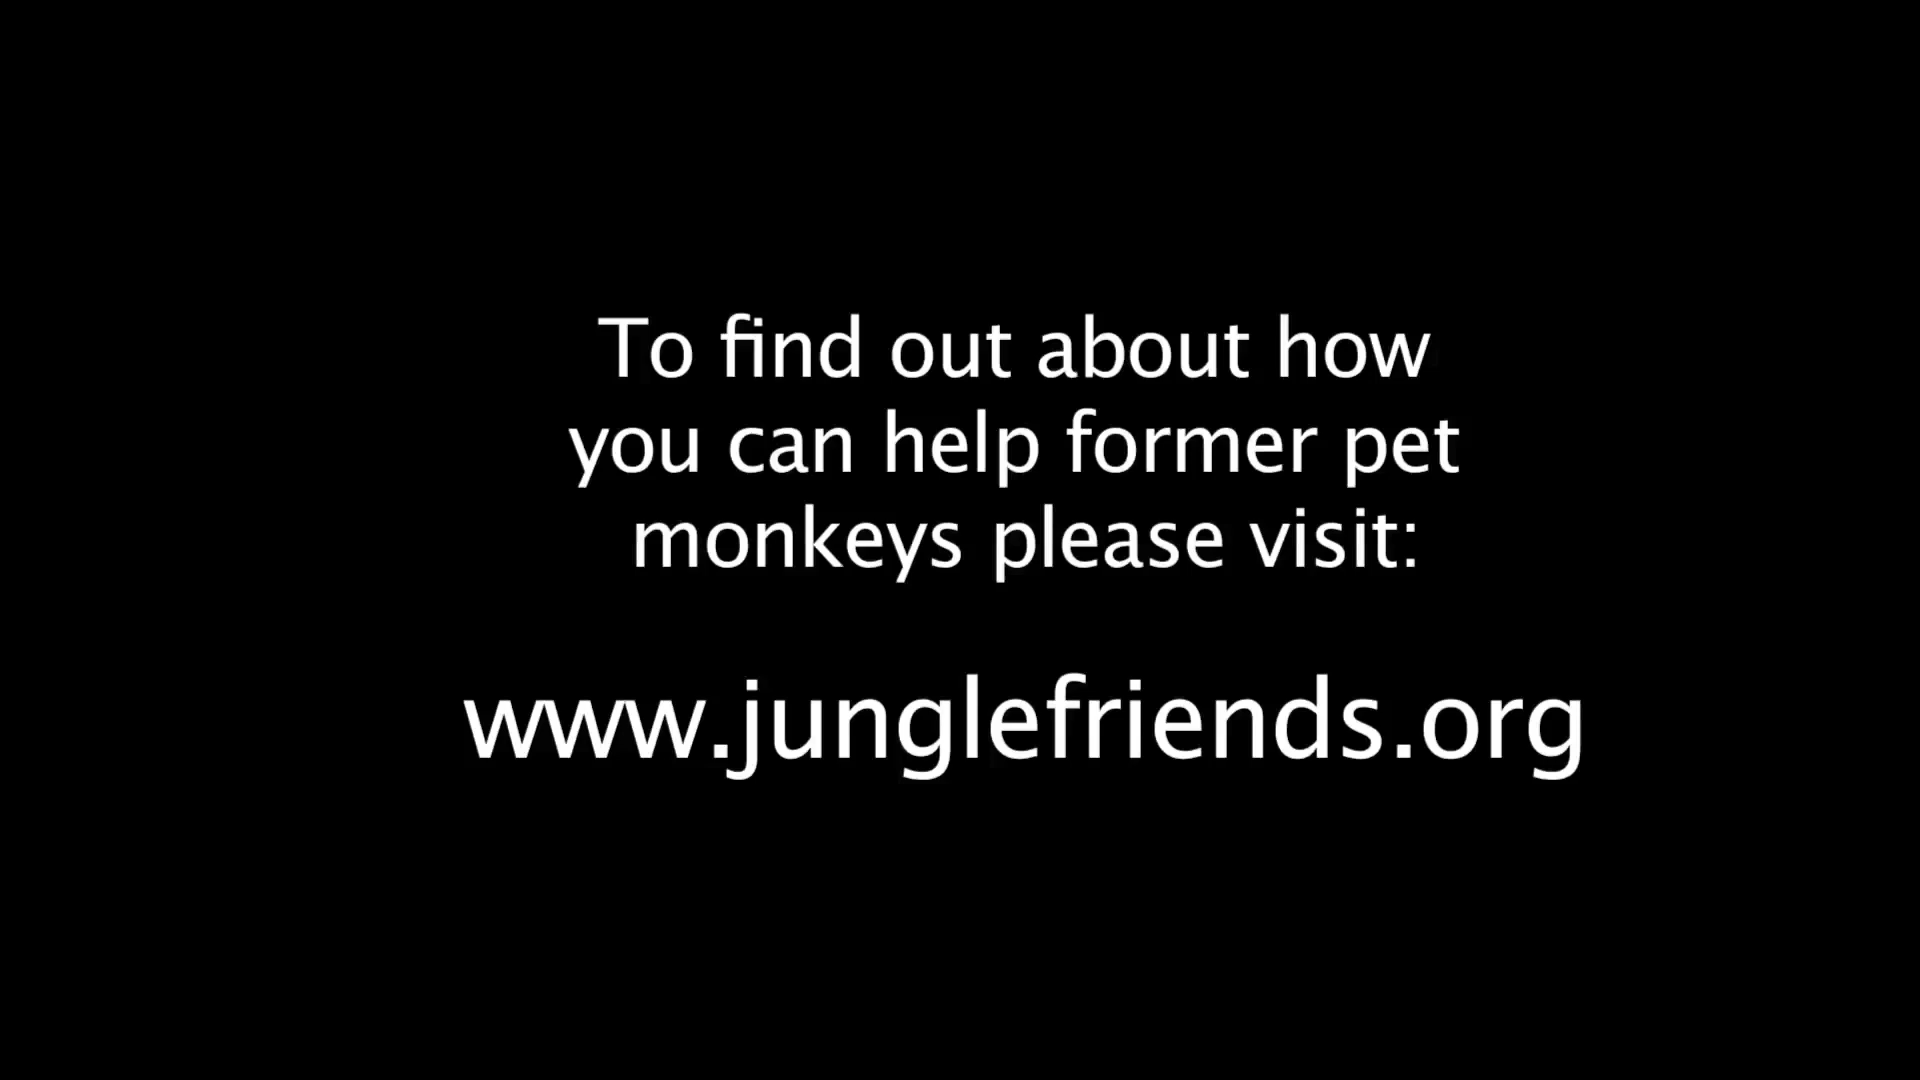 To find out about how
you can help former pet
monkeys please visit:
www.junglefriends.org